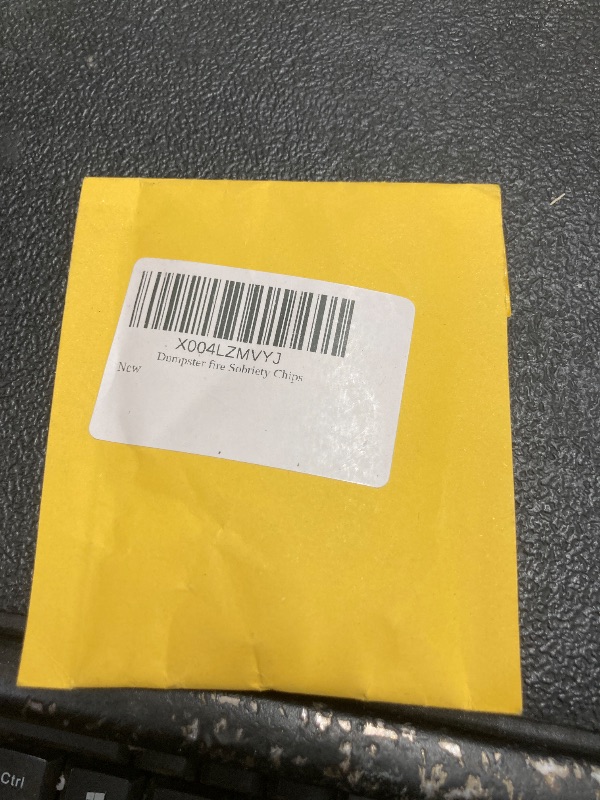 X004LZMVYJ
Dumpster fire Sobriety Chips
New
Ctrl